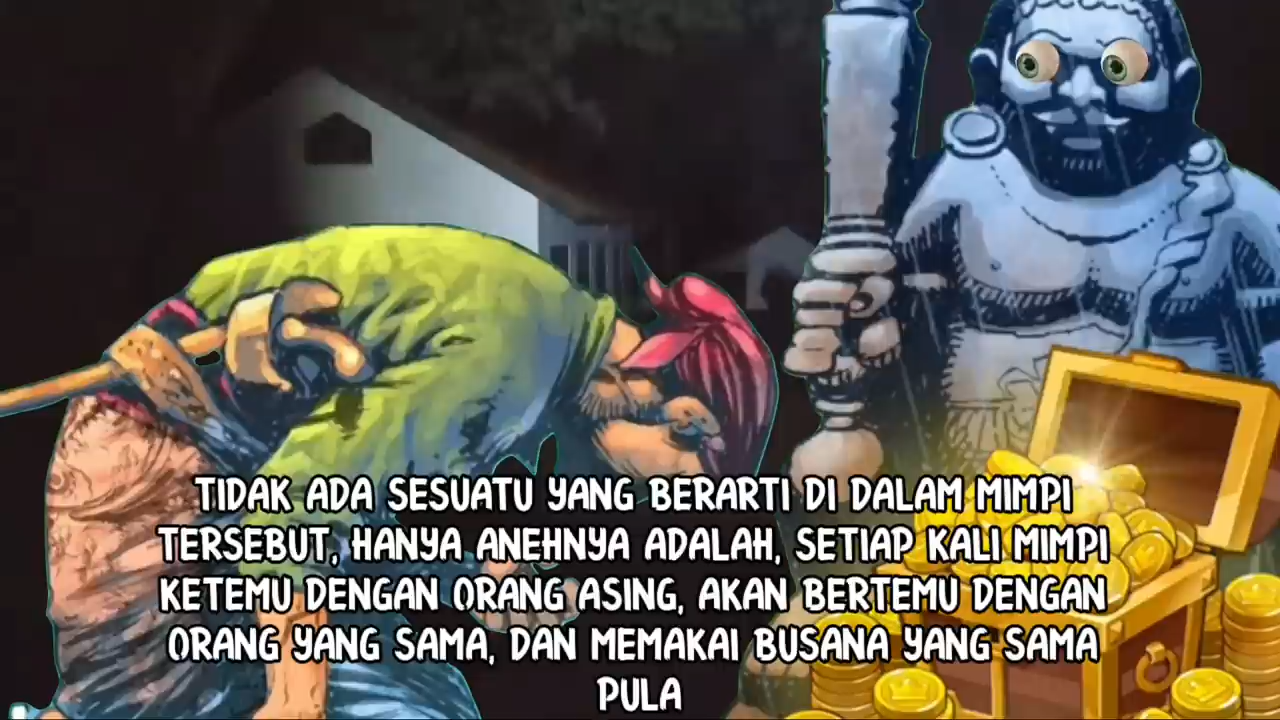 TIDAK ADA SESUATU YANG BERARTI DI DALAM MIMPI
TERSEBUT, HANYA ANEHNYA ADALAH, SETIAP KALI MIMPI
KETEMU DENGAN ORANG ASING, AKAN BERTEMU DENGAN
ORANG YANG SAMA, DAN MEMAKAI BUSANA YANG SAMA
PULA